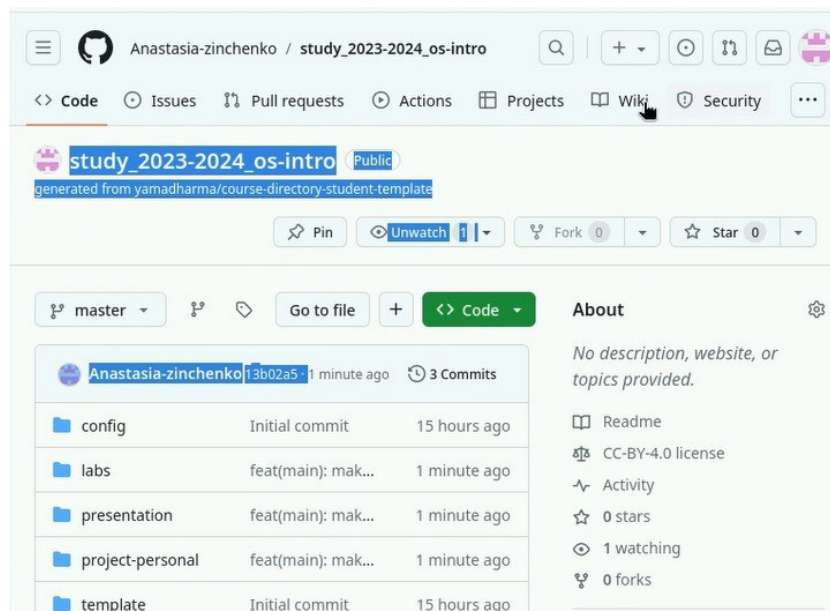 Anastasia-zinchenko / study_2023-2024_os-intro
Code Issues Pull requests Actions Projects Wiki Security
study_2023-2024_os-intro Public
generated from yamadharma/course-directory-student-template
Pin Unwatch 1 Fork 0 Star 0
master Go to file + Code
About
No description, website, or
topics provided.
Anastasia-zinchenko 13b02a5 · 1 minute ago 3 Commits
config Initial commit 15 hours ago
labs feat(main): mak... 1 minute ago
presentation feat(main): mak... 1 minute ago
project-personal feat(main): mak... 1 minute ago
template Initial commit 15 hours ago
Readme
CC-BY-4.0 license
Activity
0 stars
1 watching
0 forks